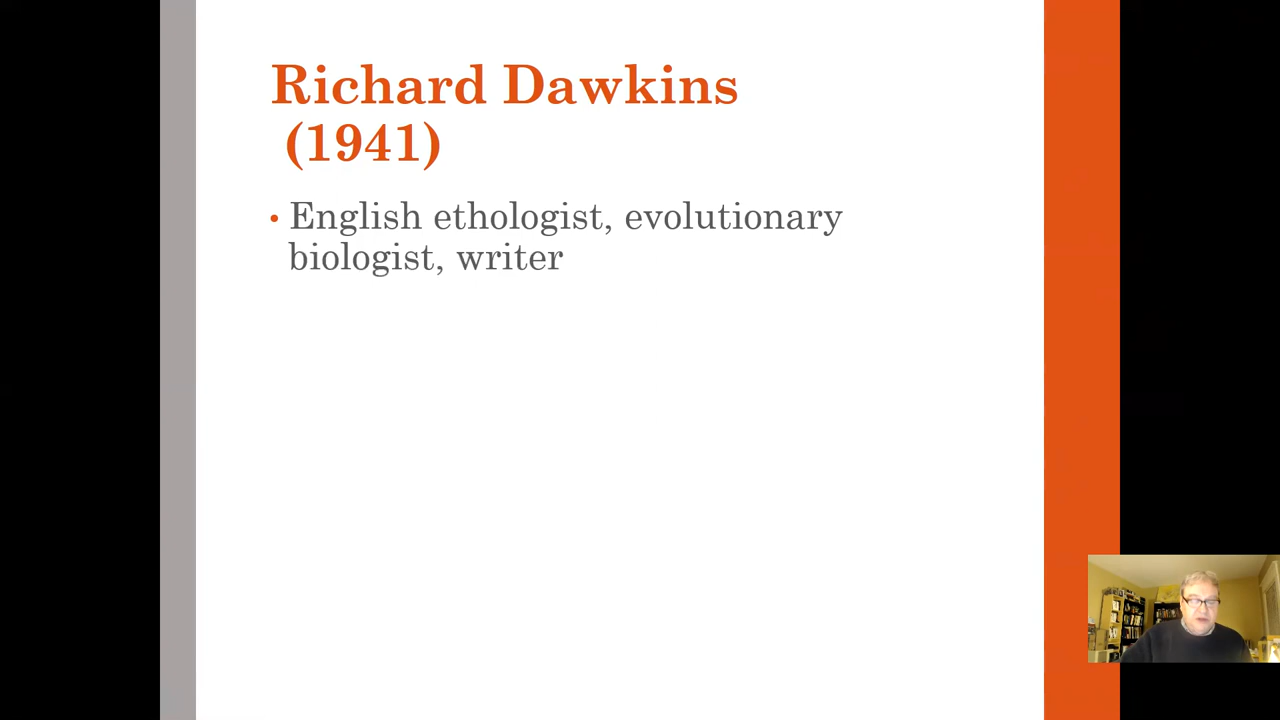 Richard Dawkins
(1941)
• English ethologist, evolutionary
biologist, writer